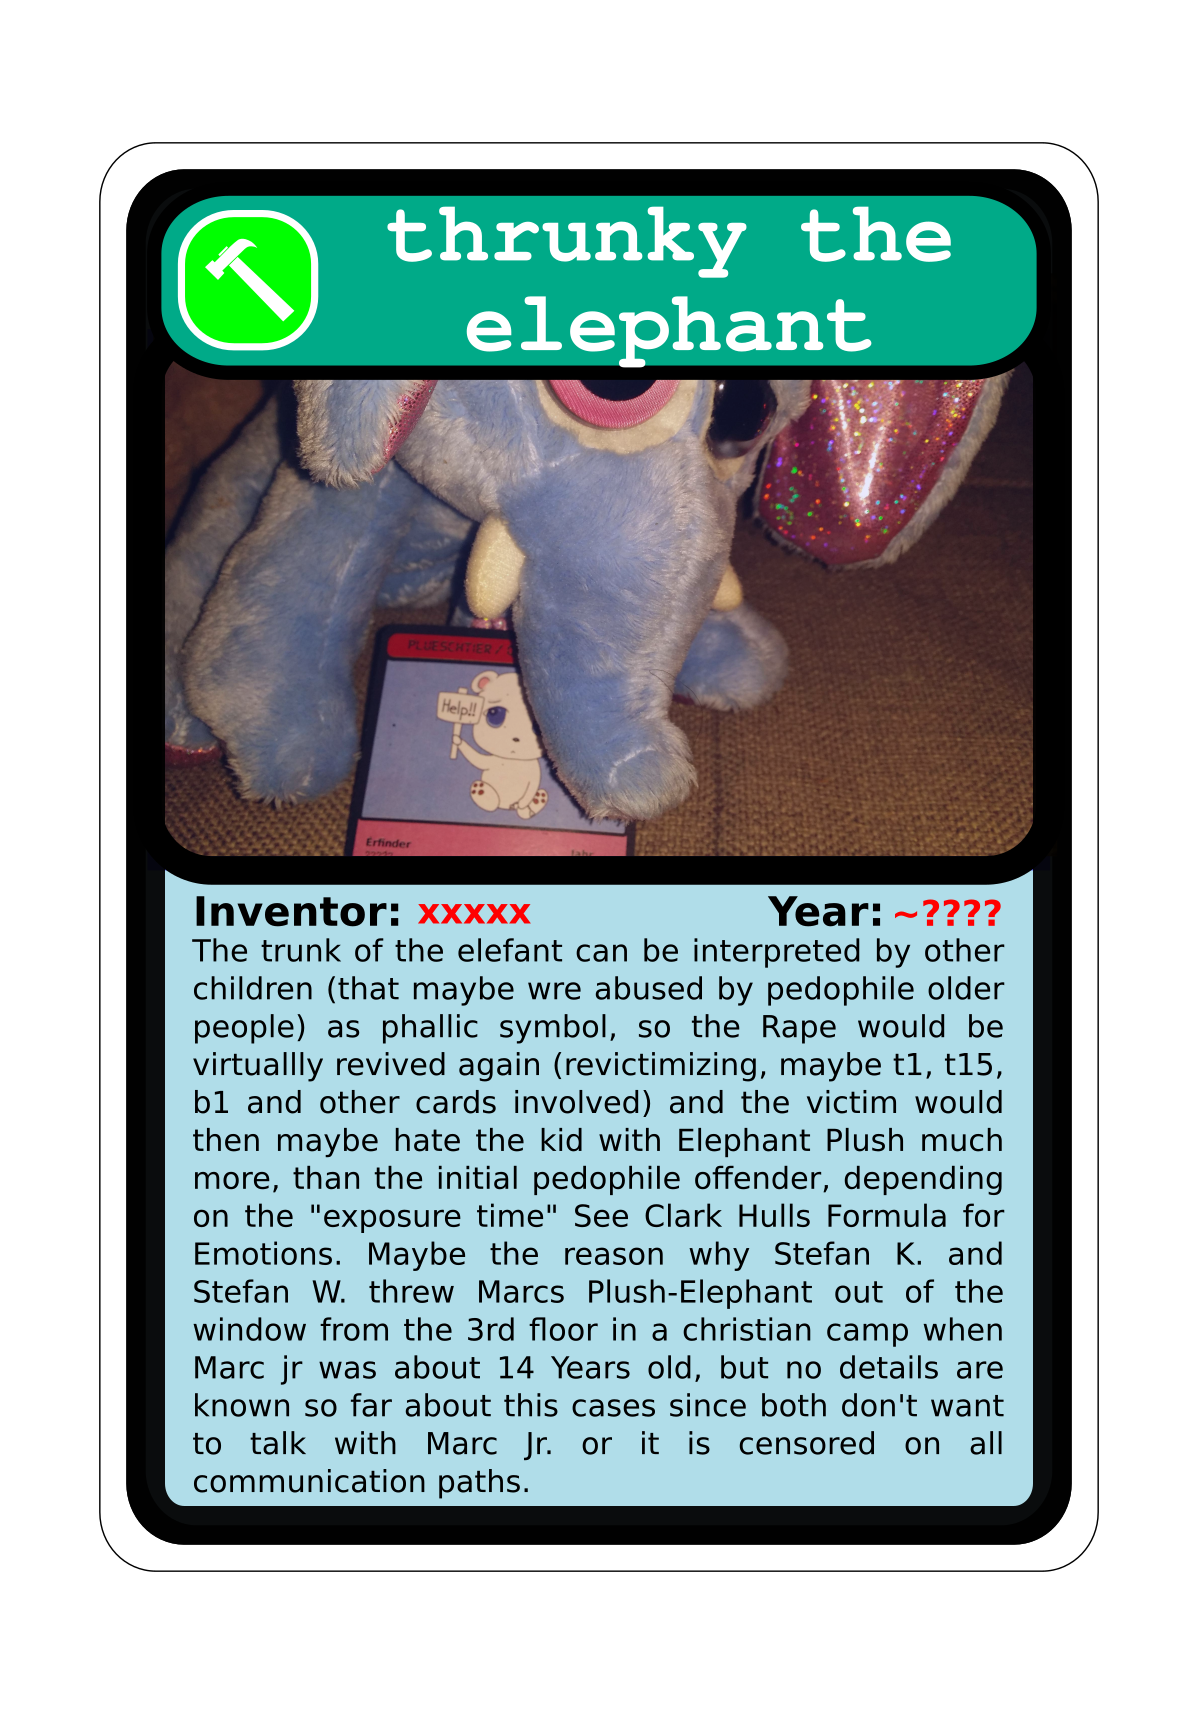 thrunky the
elephant
PLUESCHTIER /
Help!!
Erfinder
Jahr
Inventor: xxxxx Year: ~????
The trunk of the elefant can be interpreted by other
children (that maybe wre abused by pedophile older
people) as phallic symbol, so the Rape would be
virtuallly revived again (revictimizing, maybe t1, t15,
b1 and other cards involved) and the victim would
then maybe hate the kid with Elephant Plush much
more, than the initial pedophile offender, depending
on the "exposure time" See Clark Hulls Formula for
Emotions. Maybe the reason why Stefan K. and
Stefan W. threw Marcs Plush-Elephant out of the
window from the 3rd floor in a christian camp when
Marc jr was about 14 Years old, but no details are
known so far about this cases since both don't want
to talk with Marc Jr. or it is censored on all
communication paths.